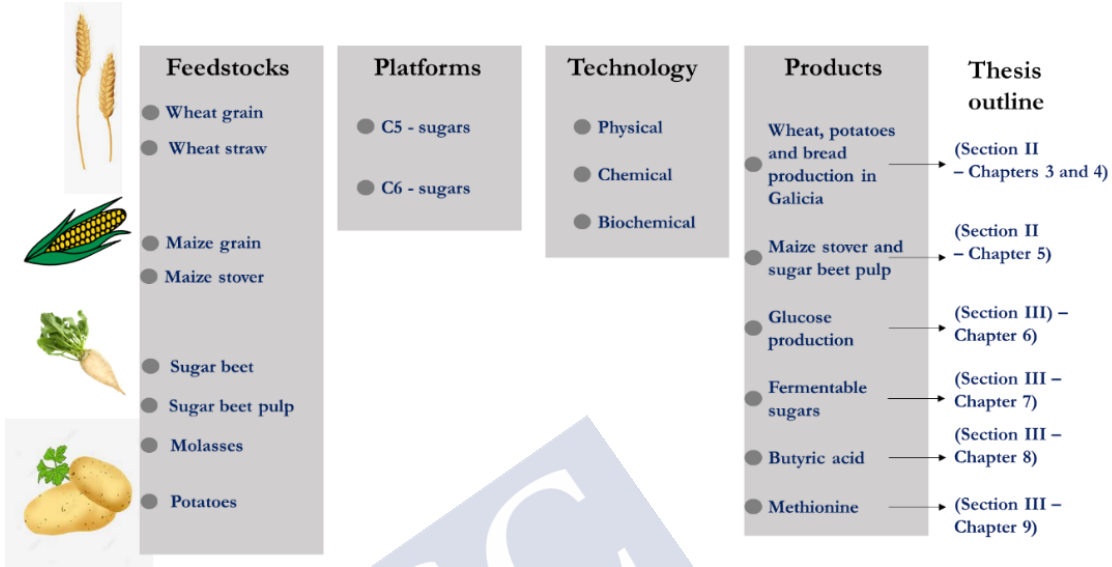 Feedstocks
Wheat grain
Wheat straw
Maize grain
Maize stover
Sugar beet
Sugar beet pulp
Molasses
Potatoes
Platforms
C5 - sugars
C6 - sugars
Technology
Physical
Chemical
Biochemical
Products
Wheat, potatoes
and bread
production in
Galicia
Maize stover and
sugar beet pulp
Glucose
production
Fermentable
sugars
Butyric acid
Methionine
Thesis
outline
(Section II
– Chapters 3 and 4)
(Section II
– Chapter 5)
(Section III) –
Chapter 6)
(Section III –
Chapter 7)
(Section III –
Chapter 8)
(Section III –
Chapter 9)